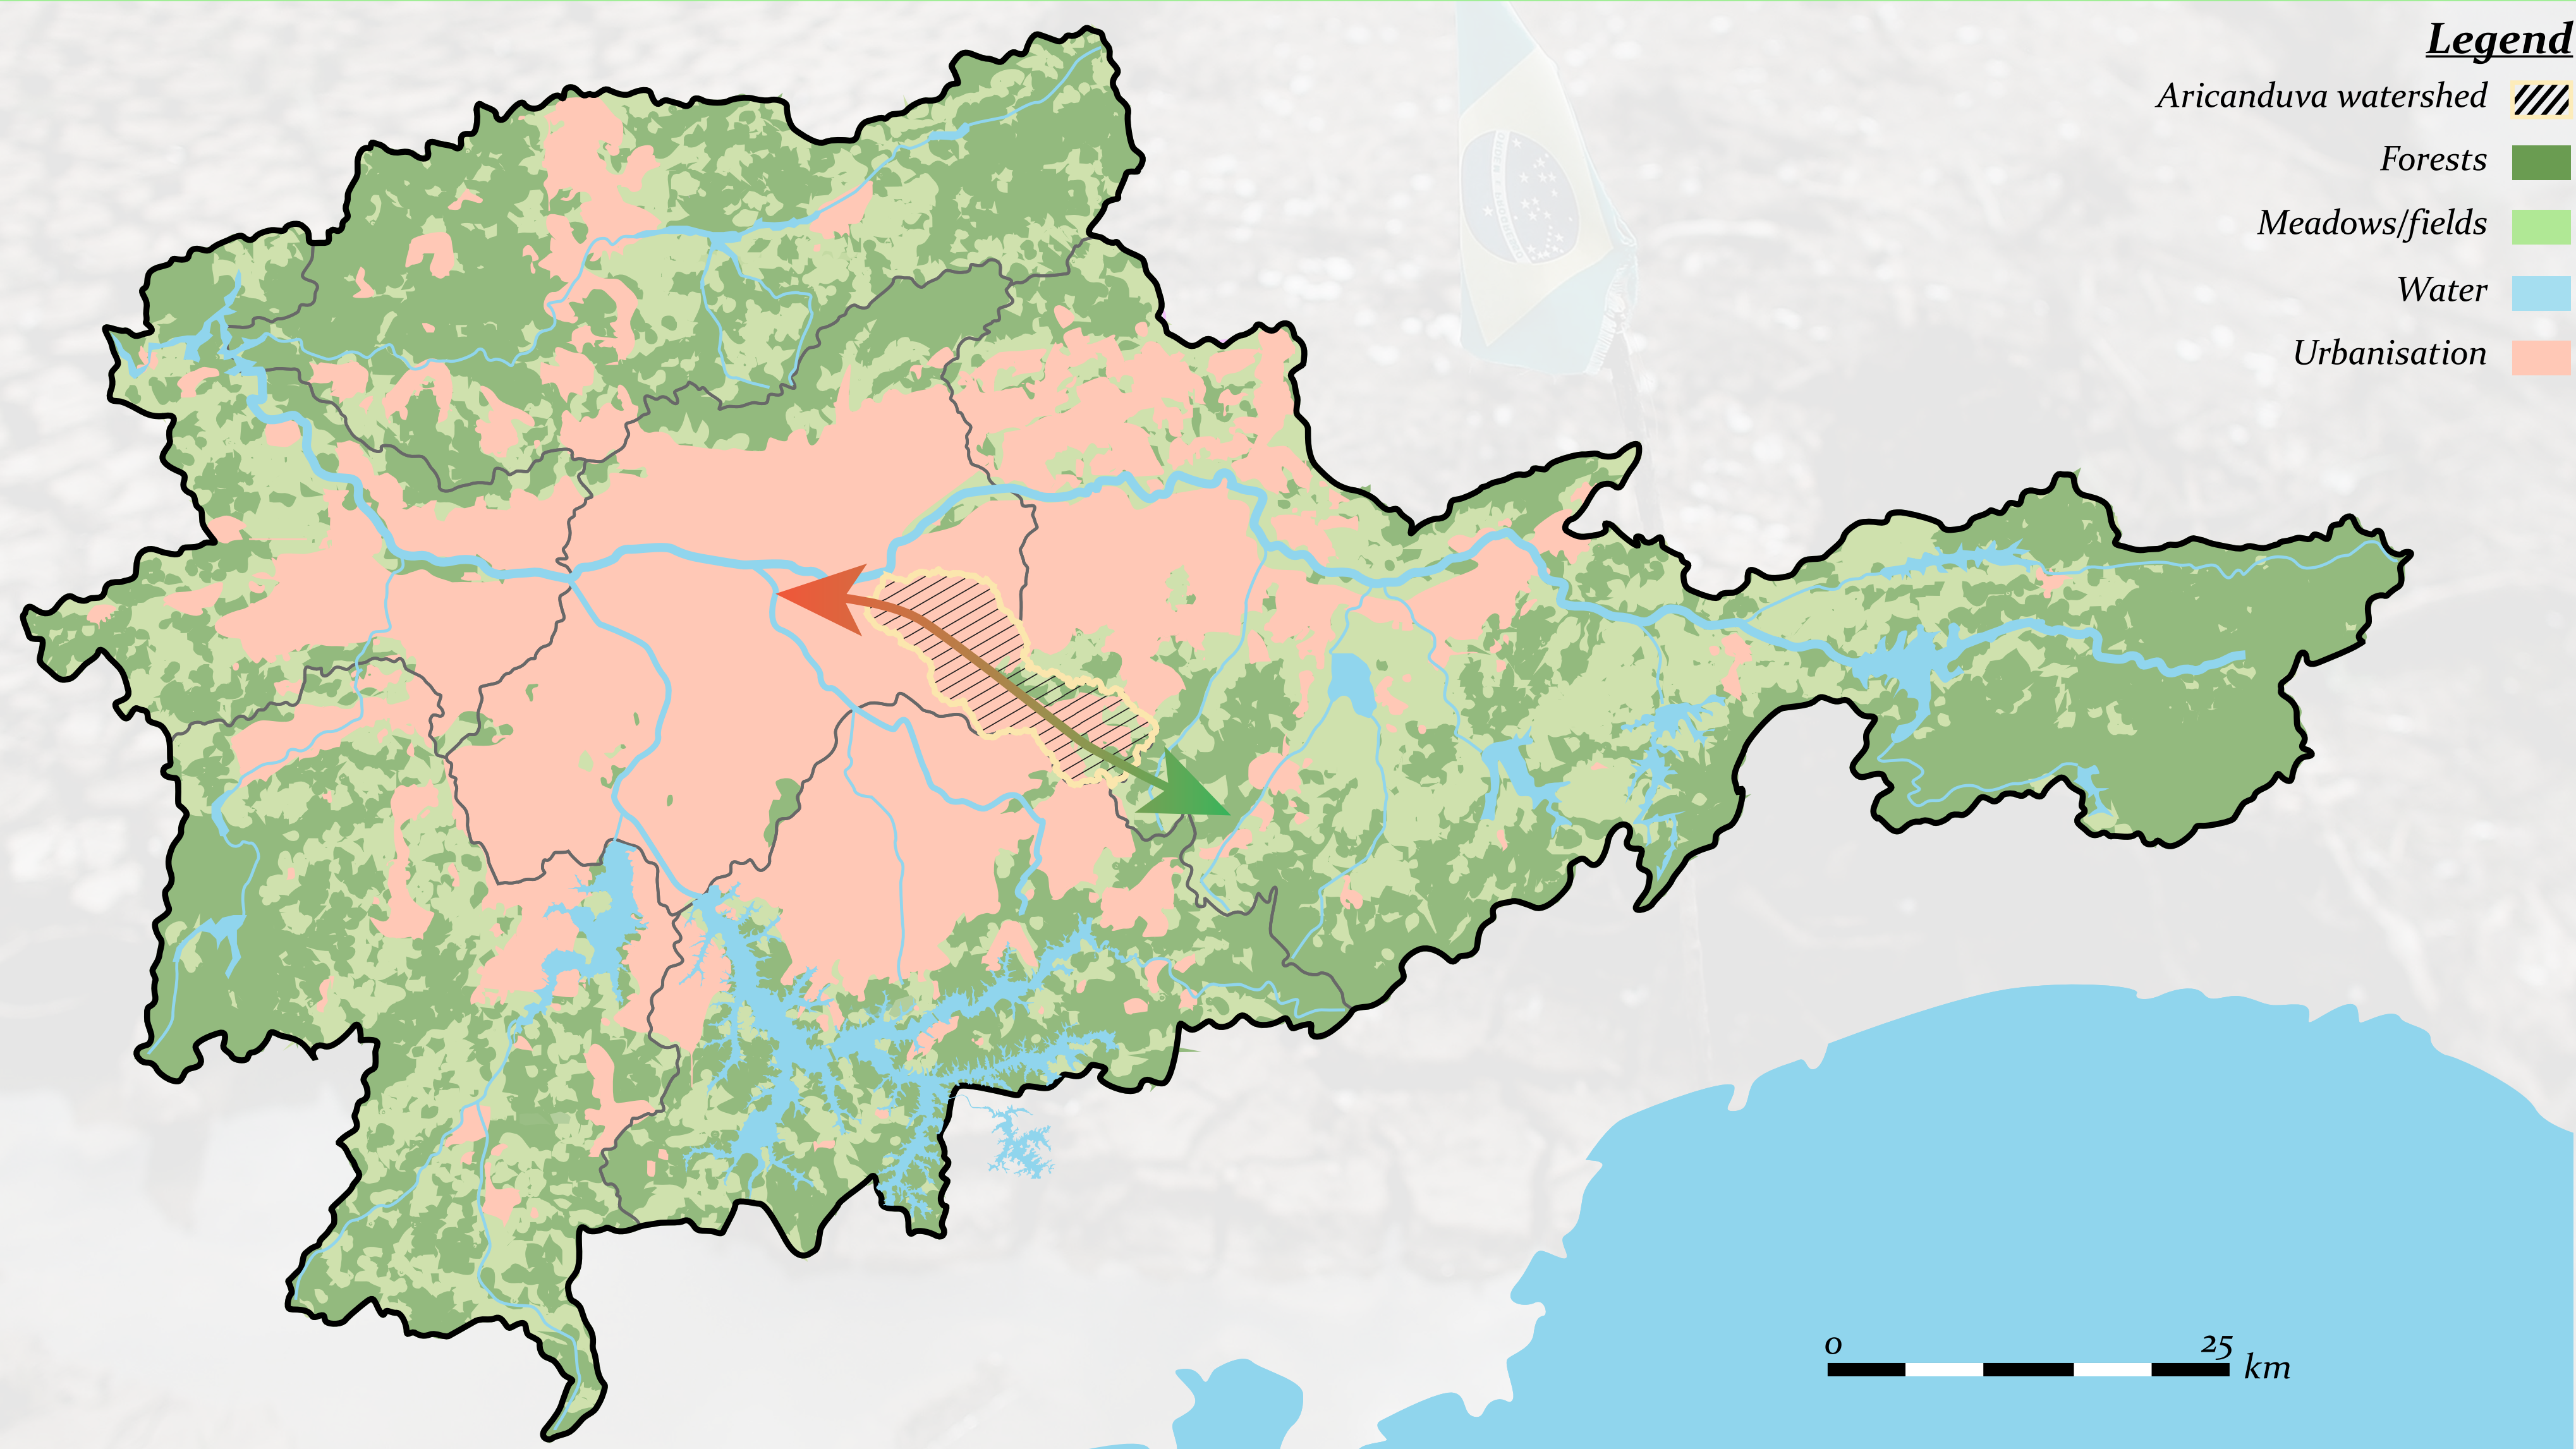 Legend
Aricanduva watershed
Forests
Meadows/fields
Water
Urbanisation
0 25 km